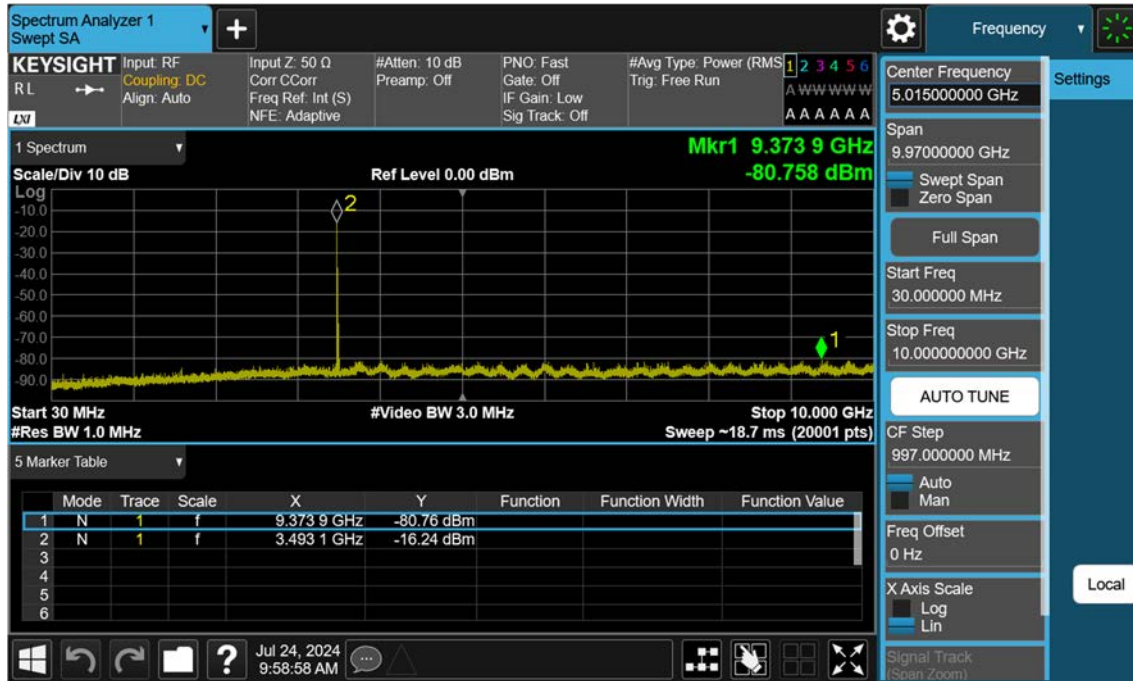 Spectrum Analyzer 1
Swept SA
+
Frequency
KEYSIGHT
R L
LXI
Input: RF
Coupling: DC
Align: Auto
Input Z: 50 Ω
Corr CCorr
Freq Ref: Int (S)
NFE: Adaptive
#Atten: 10 dB
Preamp: Off
PNO: Fast
Gate: Off
IF Gain: Low
Sig Track: Off
#Avg Type: Power (RMS
Trig: Free Run
1 2 3 4 5 6
A W W W W W
A A A A A A
1 Spectrum
Mkr1 9.373 9 GHz
-80.758 dBm
Scale/Div 10 dB
Ref Level 0.00 dBm
Log
-10.0
-20.0
-30.0
-40.0
-50.0
-60.0
-70.0
-80.0
-90.0
2
1
Start 30 MHz
#Video BW 3.0 MHz
Stop 10.000 GHz
#Res BW 1.0 MHz
Sweep ~18.7 ms (20001 pts)
5 Marker Table
Mode Trace Scale X Y Function Function Width Function Value
1 N 1 f 9.373 9 GHz -80.76 dBm
2 N 1 f 3.493 1 GHz -16.24 dBm
3
4
5
6
?
Jul 24, 2024
9:58:58 AM
Center Frequency
5.015000000 GHz
Settings
Span
9.97000000 GHz
Swept Span
Zero Span
Full Span
Start Freq
30.000000 MHz
Stop Freq
10.000000000 GHz
AUTO TUNE
CF Step
997.000000 MHz
Auto
Man
Freq Offset
0 Hz
X Axis Scale
Log
Lin
Local
Signal Track
(Span Zoom)